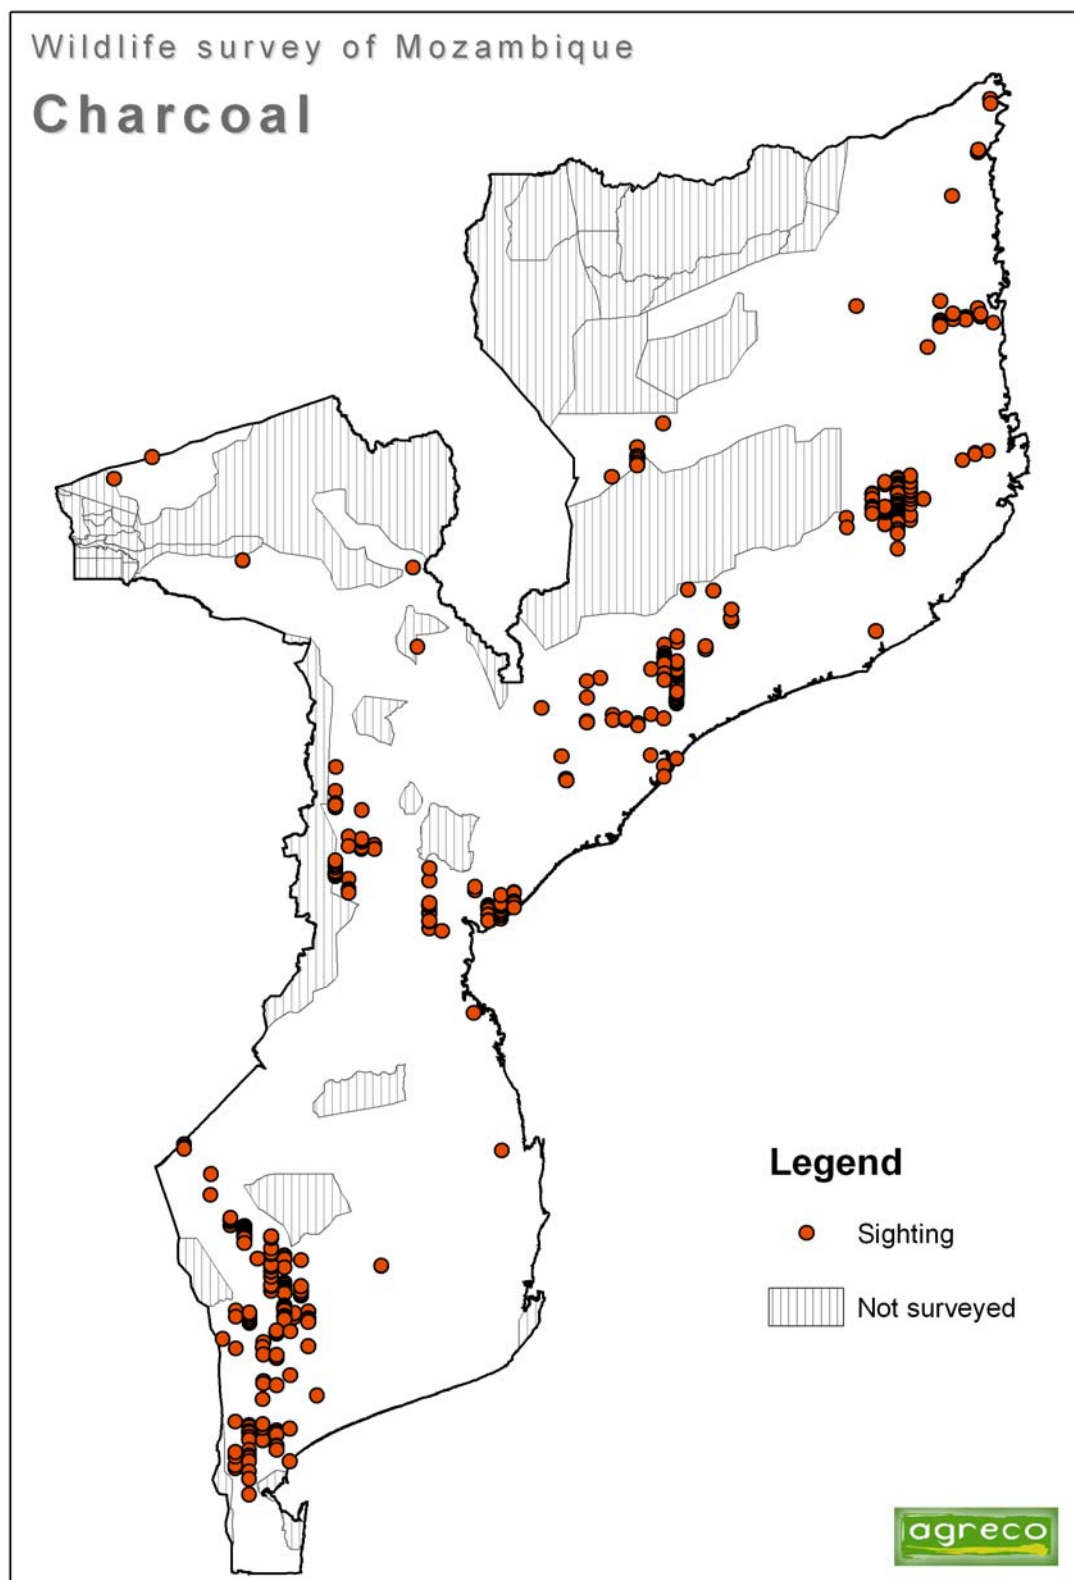 Wildlife survey of Mozambique
Charcoal
Legend
Sighting
Not surveyed
agreco